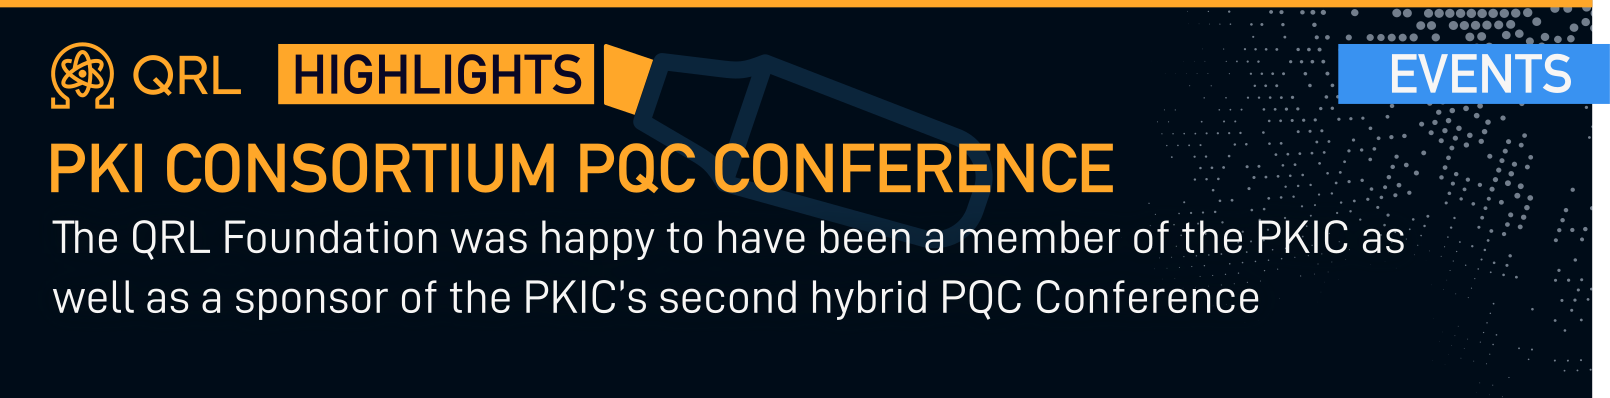 QRL HIGHLIGHTS EVENTS
PKI CONSORTIUM PQC CONFERENCE
The QRL Foundation was happy to have been a member of the PKIC as
well as a sponsor of the PKIC's second hybrid PQC Conference